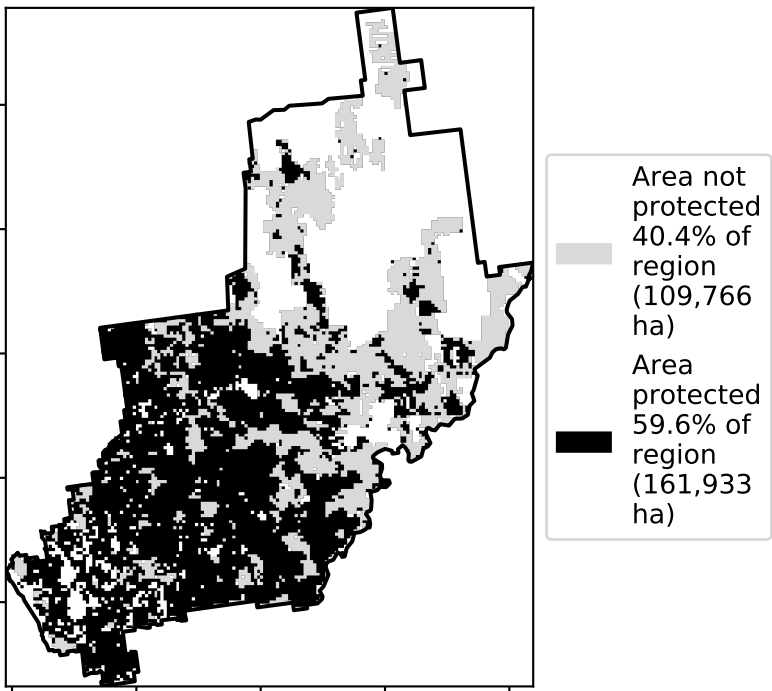 Area not
protected
40.4% of
region
(109,766
ha)
Area
protected
59.6% of
region
(161,933
ha)